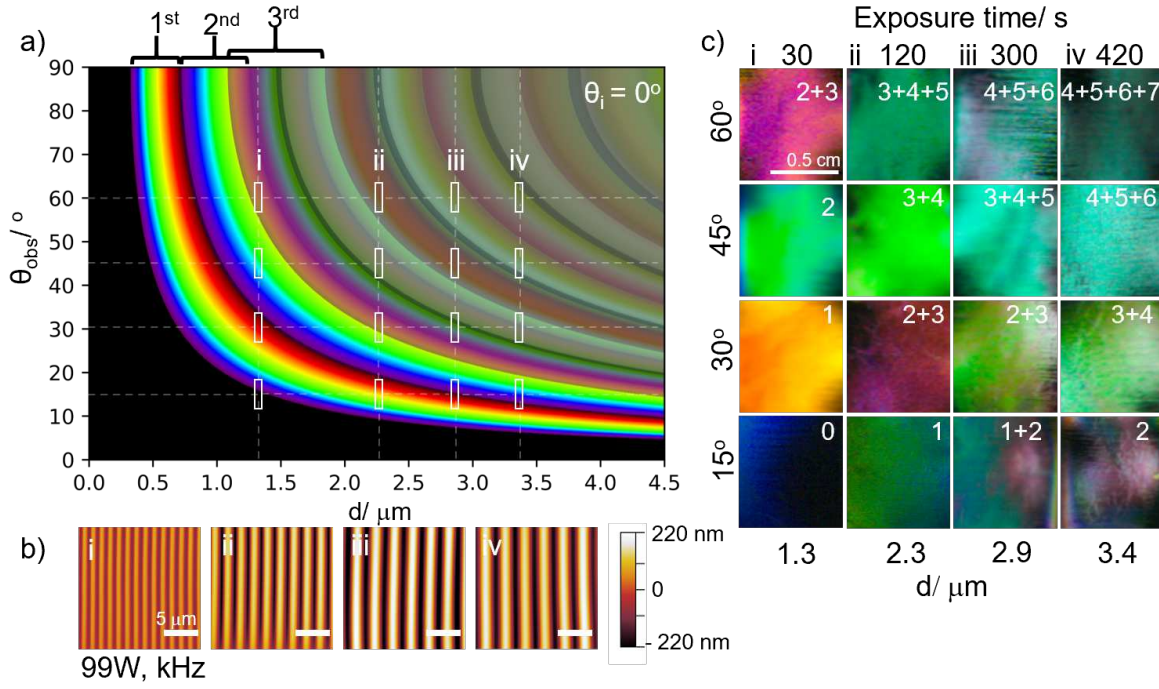 a)
1st
2nd
3rd
θi = 0o
θobs/ o
90
80
70
60
50
40
30
20
10
0
i
ii
iii
iv
0.0
0.5
1.0
1.5
2.0
2.5
3.0
3.5
4.0
4.5
d/ μm
b)
i
5 μm
ii
iii
iv
220 nm
0
- 220 nm
99W, kHz
c)
Exposure time/ s
i 30
ii 120
iii 300
iv 420
60o
2+3
0.5 cm
3+4+5
4+5+6
4+5+6+7
45o
2
3+4
3+4+5
4+5+6
30o
1
2+3
2+3
3+4
15o
0
1
1+2
2
1.3
2.3
2.9
3.4
d/ μm